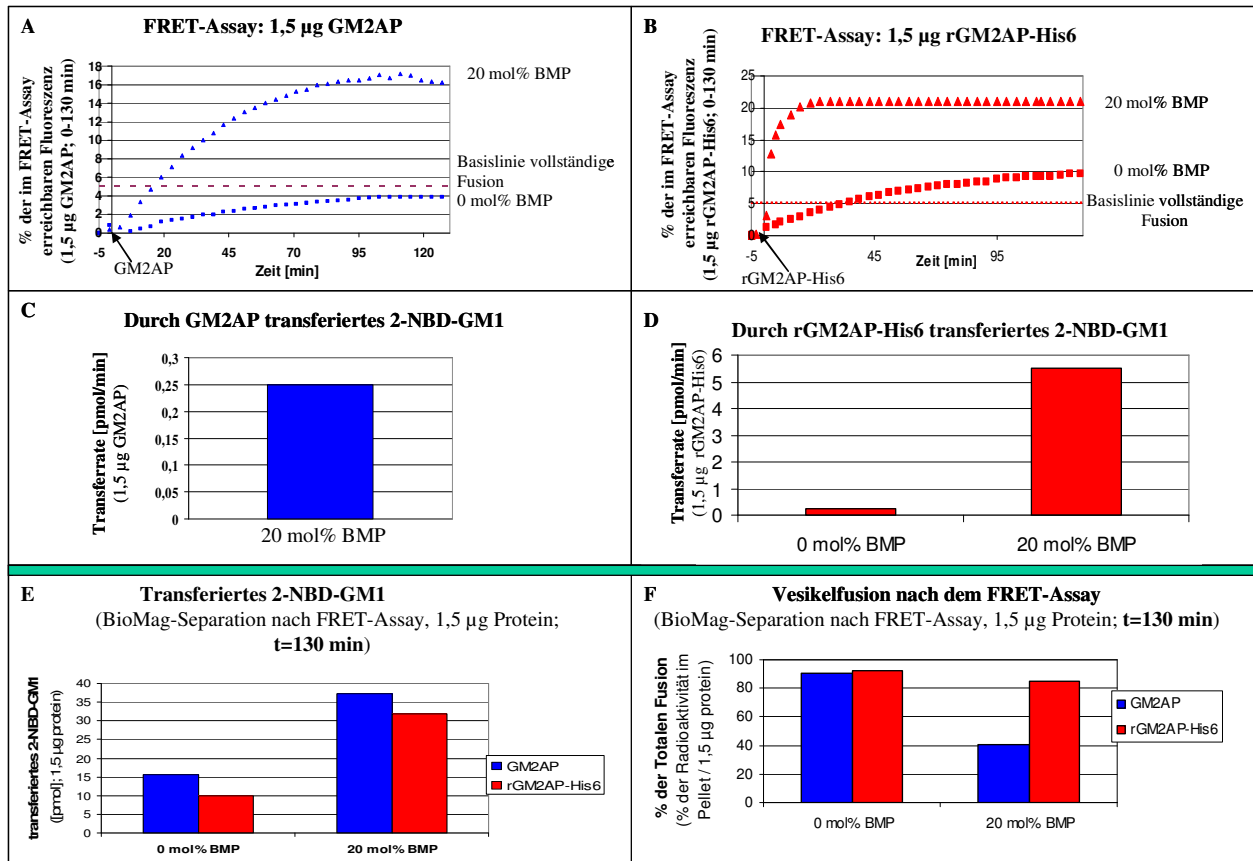 A
FRET-Assay: 1,5 µg GM2AP
% der im FRET-Assay
erreichbaren Fluoreszenz
(1,5 µg GM2AP; 0-130 min)
18
16
14
12
10
8
6
4
2
0
-5
20
45
70
95
120
Zeit [min]
GM2AP
20 mol% BMP
Basislinie vollständige
Fusion
0 mol% BMP
B
FRET-Assay: 1,5 µg rGM2AP-His6
% der im FRET-Assay
erreichbaren Fluoreszenz
(1,5 µg rGM2AP-His6; 0-130 min)
25
20
15
10
5
0
-5
45
95
Zeit [min]
rGM2AP-His6
20 mol% BMP
0 mol% BMP
Basislinie vollständige
Fusion
C
Durch GM2AP transferiertes 2-NBD-GM1
Transferrate [pmol/min]
(1,5 µg GM2AP)
0,3
0,25
0,2
0,15
0,1
0,05
0
20 mol% BMP
D
Durch rGM2AP-His6 transferiertes 2-NBD-GM1
Transferrate [pmol/min]
(1,5 µg rGM2AP-His6)
6
5
4
3
2
1
0
0 mol% BMP
20 mol% BMP
E
Transferiertes 2-NBD-GM1
(BioMag-Separation nach FRET-Assay, 1,5 µg Protein;
t=130 min)
transferiertes 2-NBD-GM1
([pmol]; 1,5 µg protein)
40
35
30
25
20
15
10
5
0
0 mol% BMP
20 mol% BMP
GM2AP
rGM2AP-His6
F
Vesikelfusion nach dem FRET-Assay
(BioMag-Separation nach FRET-Assay, 1,5 µg Protein; t=130 min)
% der Totalen Fusion
(% der Radioaktivität im
Pellet / 1,5 µg protein)
100
80
60
40
20
0
0 mol% BMP
20 mol% BMP
GM2AP
rGM2AP-His6